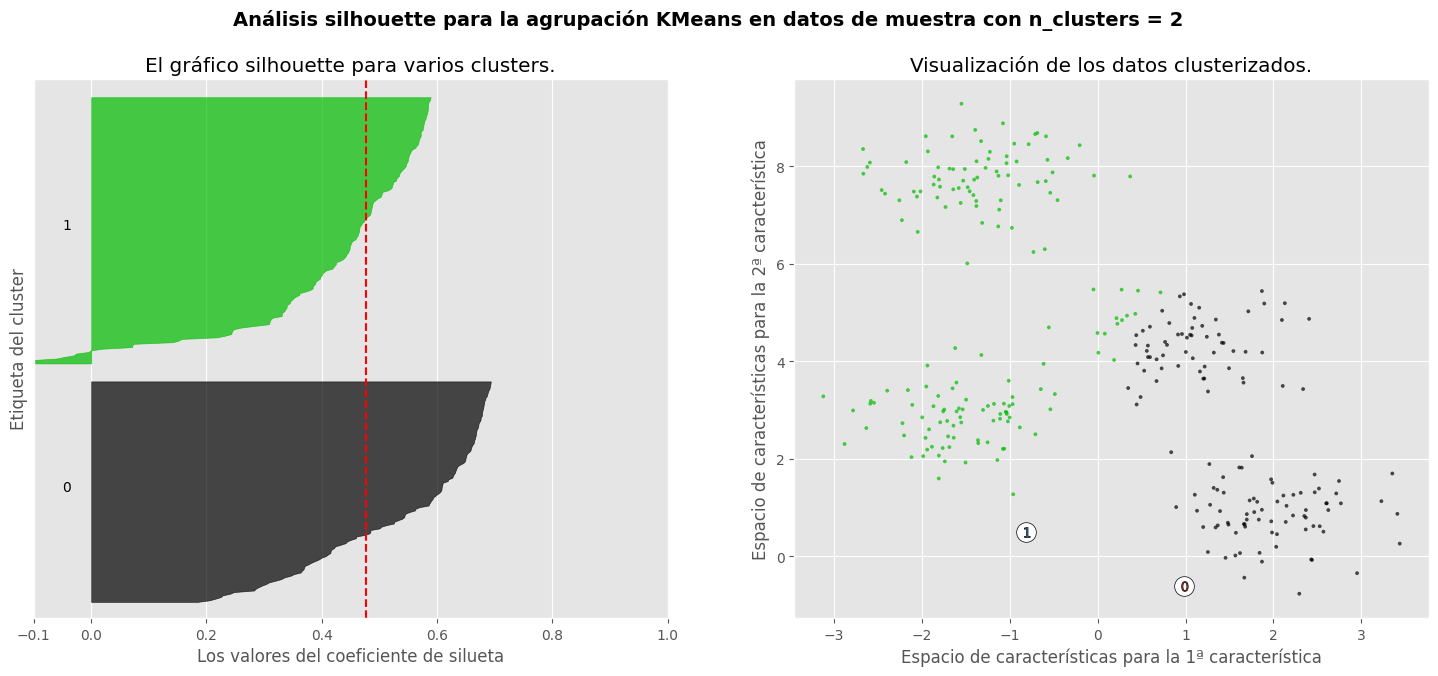 Análisis silhouette para la agrupación KMeans en datos de muestra con n_clusters = 2
El gráfico silhouette para varios clusters.
Etiqueta del cluster
1
0
−0.1 0.0 0.2 0.4 0.6 0.8 1.0
Los valores del coeficiente de silueta
Visualización de los datos clusterizados.
Espacio de características para la 2ª característica
8
6
4
2
0
1
0
−3 −2 −1 0 1 2 3
Espacio de características para la 1ª característica